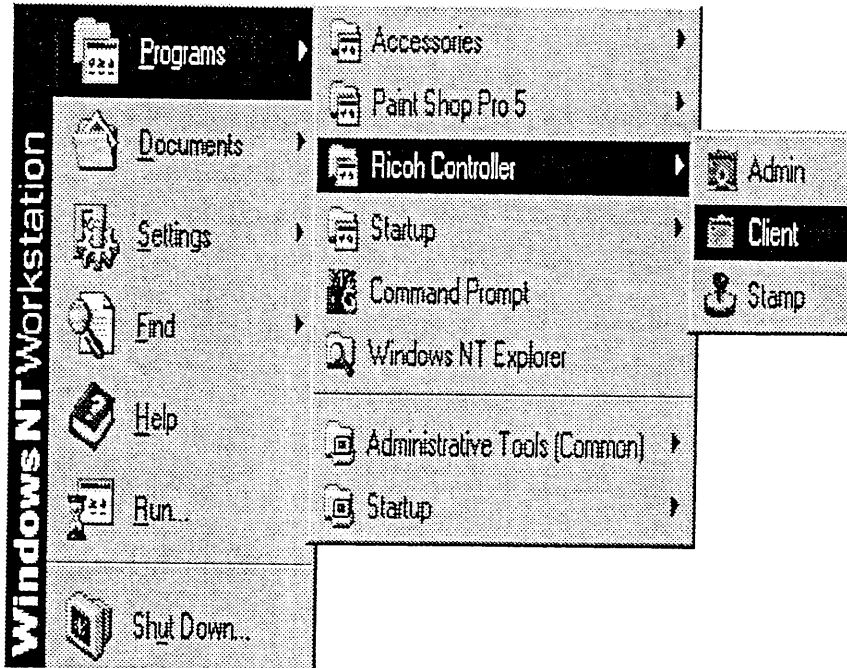 Windows NT Workstation
Programs
Documents
Settings
Find
Help
Run...
Shut Down...
Accessories
Paint Shop Pro 5
Ricoh Controller
Startup
Command Prompt
Windows NT Explorer
Administrative Tools (Common)
Startup
Admin
Client
Stamp